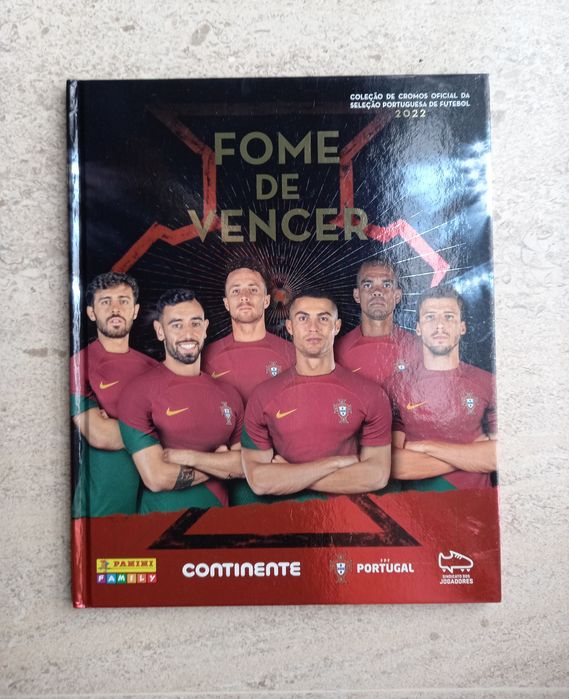 COLEÇÃO DE CROMOS OFICIAL DA
SELEÇÃO PORTUGUESA DE FUTEBOL
2022
FOME
DE
VENCER
PANINI
FAMILY
CONTINENTE
FPF
PORTUGAL
SINDICATO DOS
JOGADORES